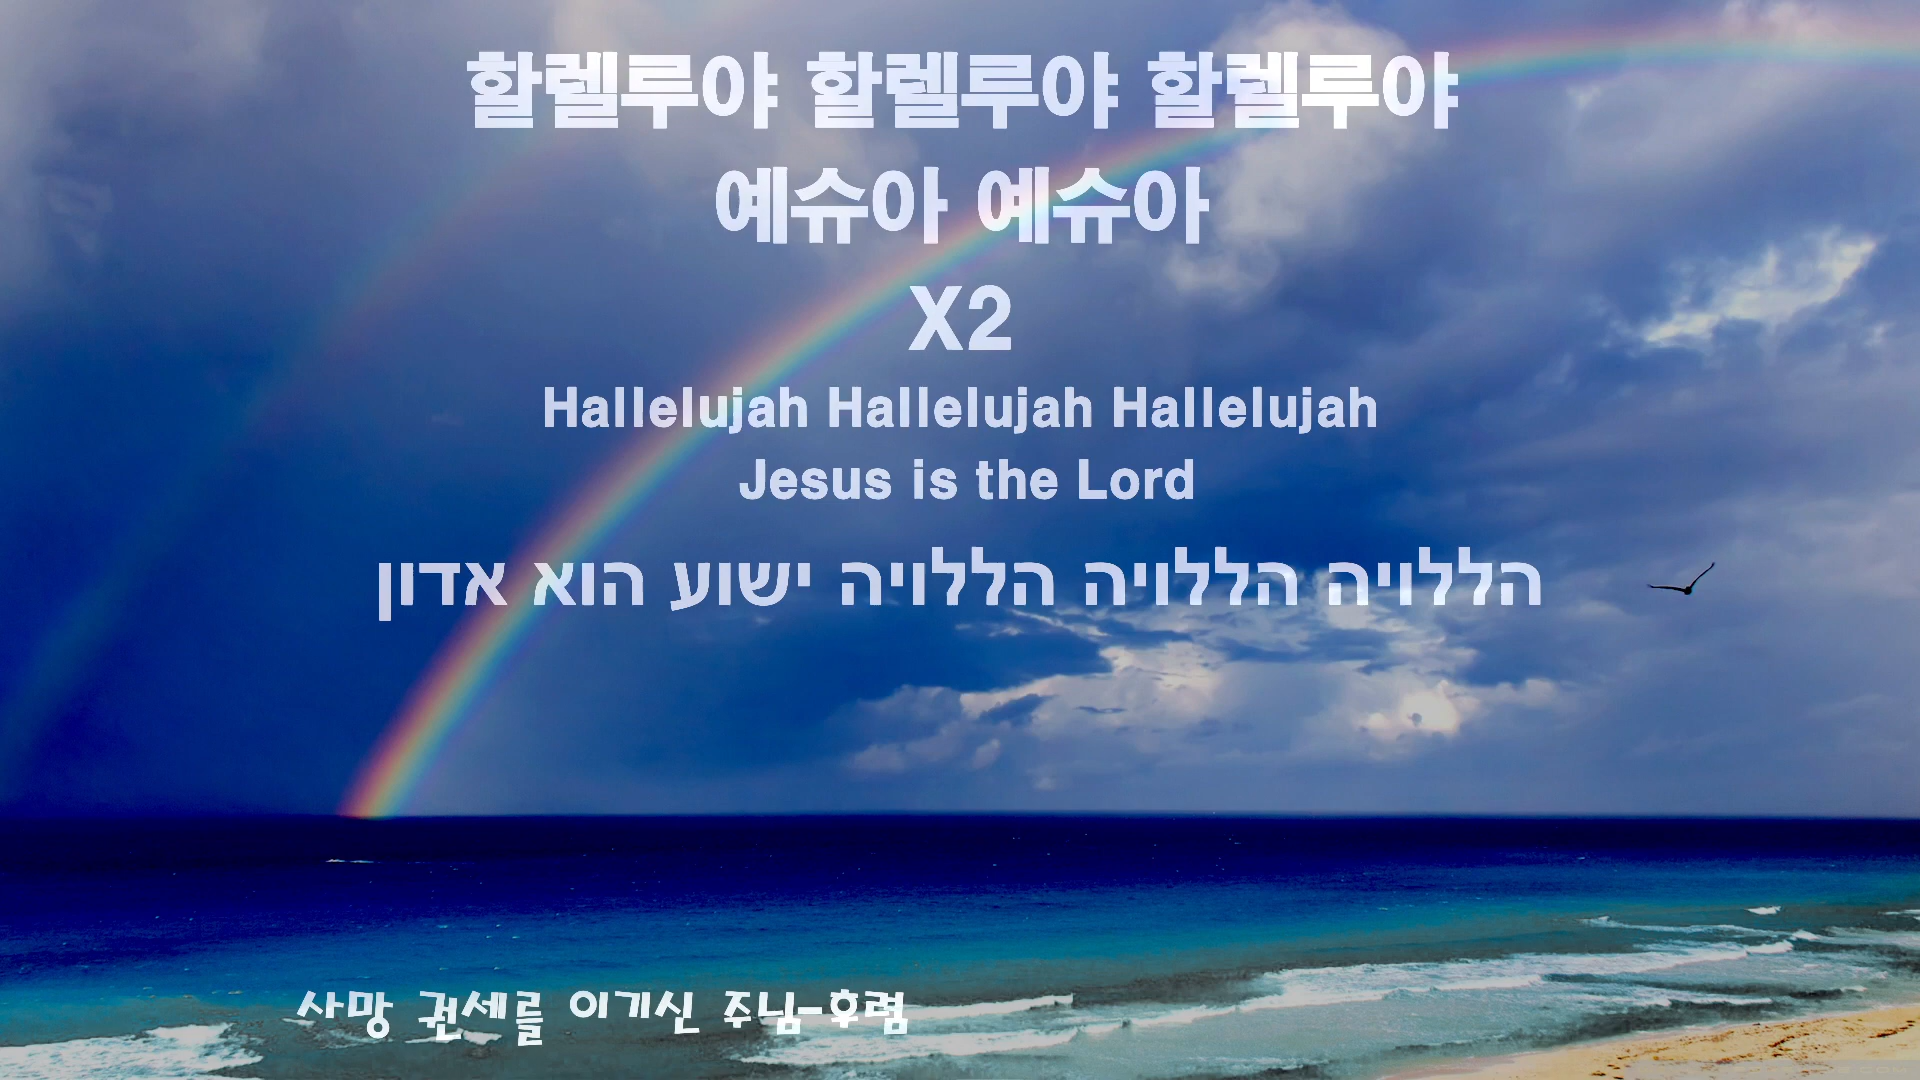 할렐루야 할렐루야 할렐루야
예슈아 예슈아
X2
Hallelujah Hallelujah Hallelujah
Jesus is the Lord
הללויה הללויה הללויה ישוע הוא אדון
사망 권세를 이기신 주님-후렴